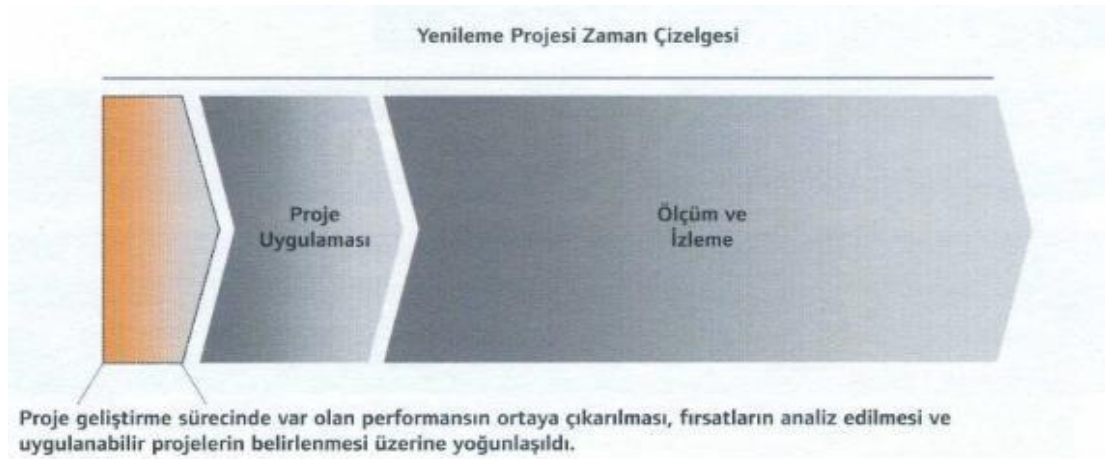 Yenileme Projesi Zaman Çizelgesi
Proje
Uygulaması
Ölçüm ve
İzleme
Proje geliştirme sürecinde var olan performansın ortaya çıkarılması, fırsatların analiz edilmesi ve
uygulanabilir projelerin belirlenmesi üzerine yoğunlaşıldı.